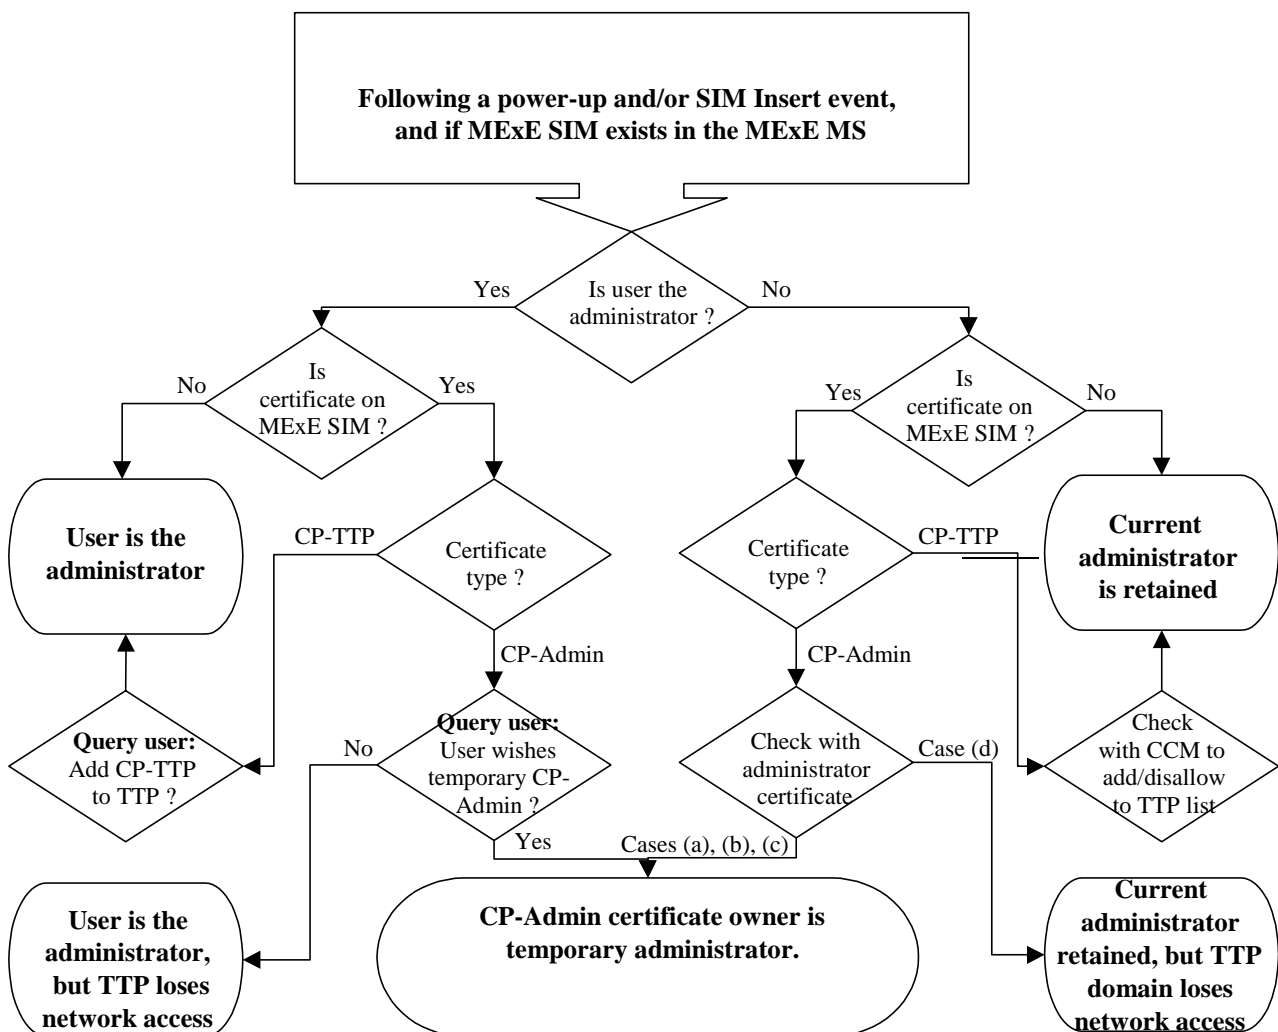 Following a power-up and/or SIM Insert event,
and if MExE SIM exists in the MExE MS
Yes
Is user the
administrator ?
No
No
Is
certificate on
MExE SIM ?
Yes
Yes
Is
certificate on
MExE SIM ?
No
User is the
administrator
CP-TTP
Certificate
type ?
Certificate
type ?
CP-TTP
Current
administrator
is retained
CP-Admin
CP-Admin
Query user:
Add CP-TTP
to TTP ?
No
Query user:
User wishes
temporary CP-
Admin ?
Check with
administrator
certificate
Case (d)
Check
with CCM to
add/disallow
to TTP list
Yes
Cases (a), (b), (c)
User is the
administrator,
but TTP loses
network access
CP-Admin certificate owner is
temporary administrator.
Current
administrator
retained, but TTP
domain loses
network access